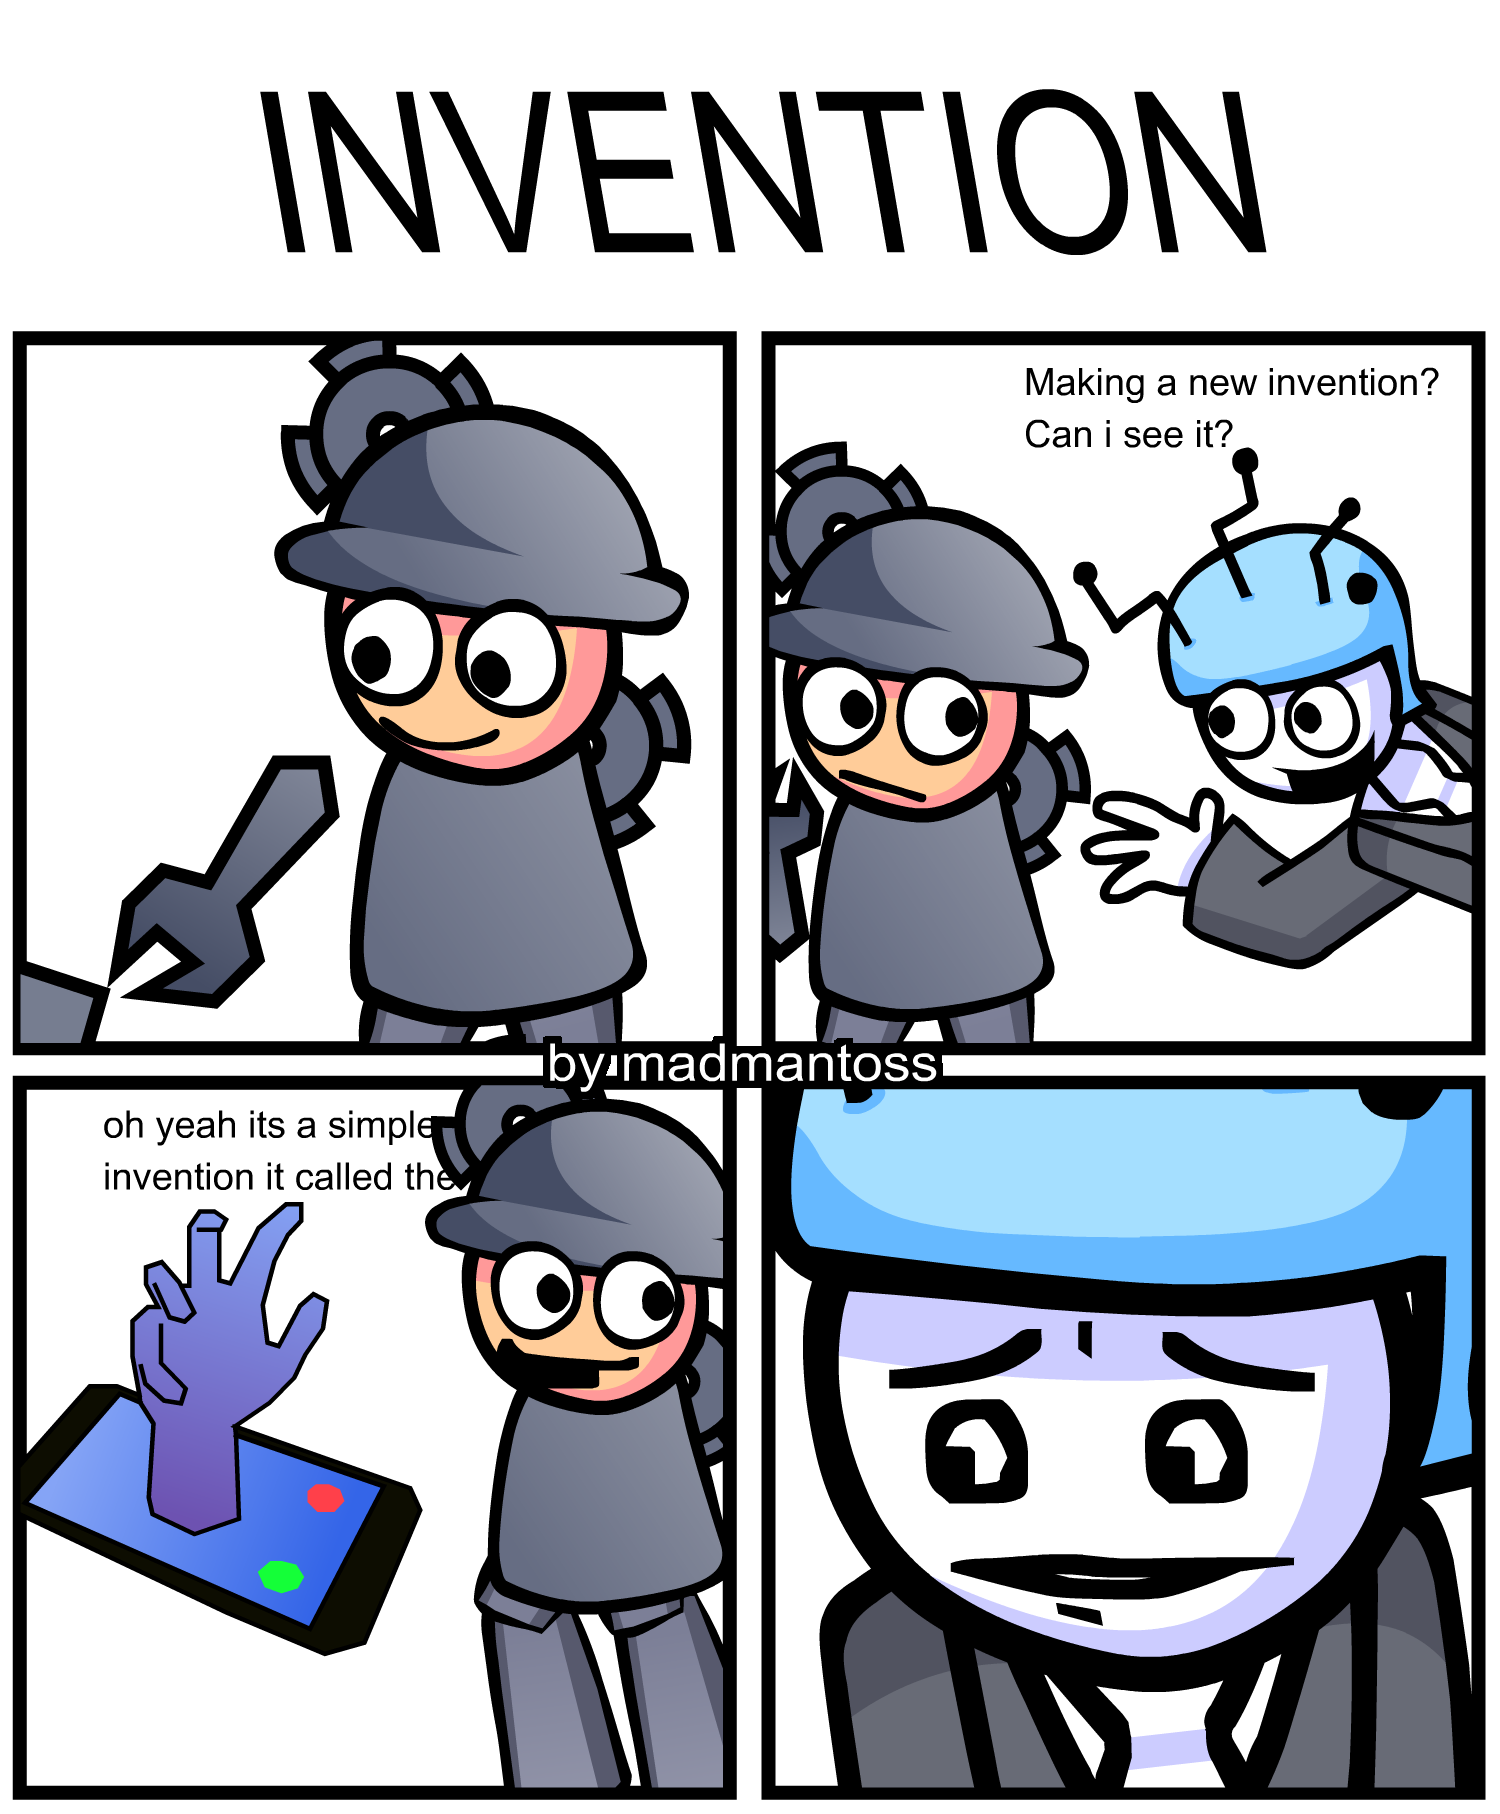 INVENTION
Making a new invention?
Can i see it?
by madmantoss
oh yeah its a simple
invention it called the